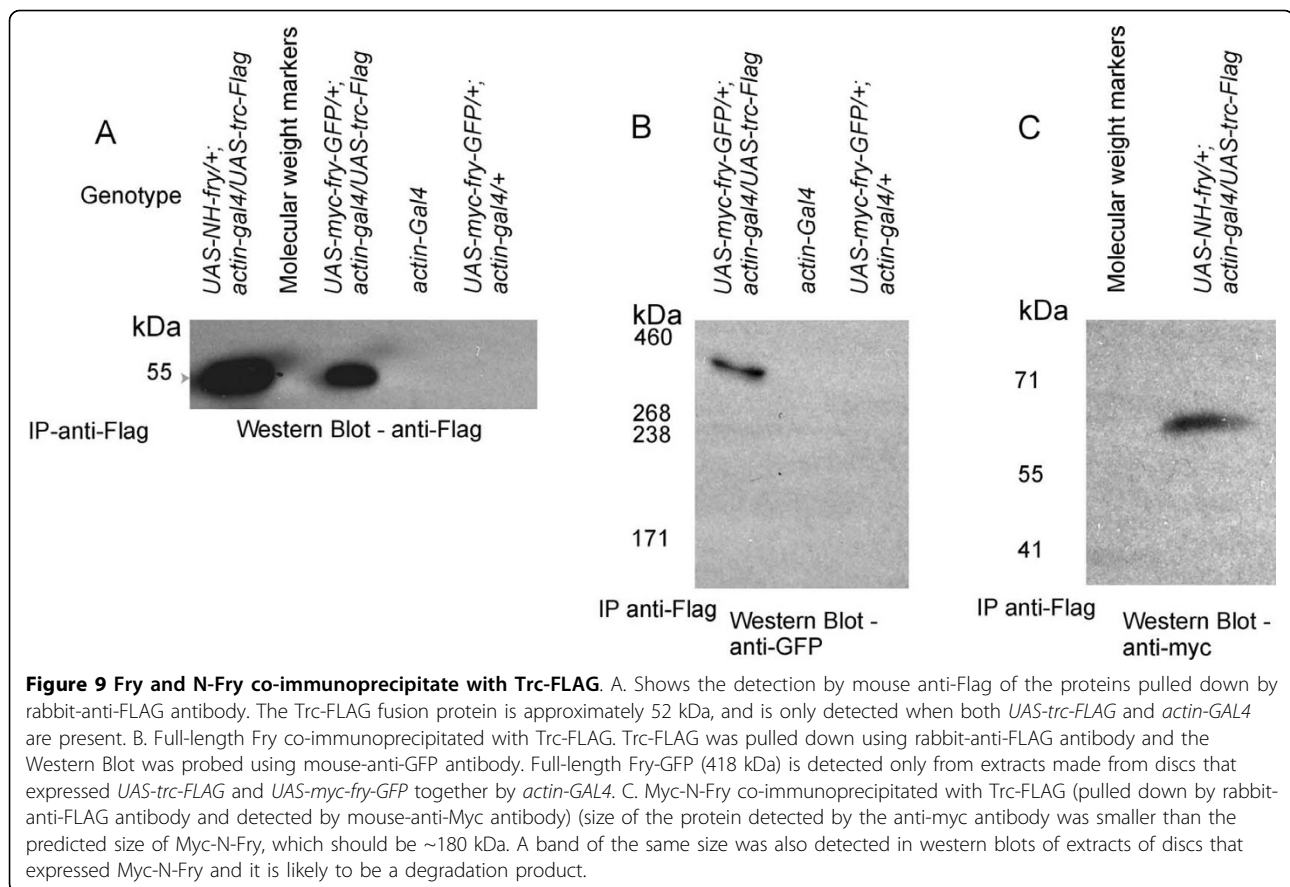 A
Genotype
UAS-NH-fry/+;
actin-gal4/UAS-trc-Flag
Molecular weight markers
UAS-myc-fry-GFP/+;
actin-gal4/UAS-trc-Flag
actin-Gal4
UAS-myc-fry-GFP/+;
actin-gal4/+
kDa
55
IP-anti-Flag
Western Blot - anti-Flag
B
UAS-myc-fry-GFP/+;
actin-gal4/UAS-trc-Flag
actin-Gal4
UAS-myc-fry-GFP/+;
actin-gal4/+
kDa
460
268
238
171
IP anti-Flag
Western Blot -
anti-GFP
C
Molecular weight markers
UAS-NH-fry/+;
actin-gal4/UAS-trc-Flag
kDa
71
55
41
IP anti-Flag
Western Blot -
anti-myc
Figure 9 Fry and N-Fry co-immunoprecipitate with Trc-FLAG. A. Shows the detection by mouse anti-Flag of the proteins pulled down by
rabbit-anti-FLAG antibody. The Trc-FLAG fusion protein is approximately 52 kDa, and is only detected when both UAS-trc-FLAG and actin-GAL4
are present. B. Full-length Fry co-immunoprecipitated with Trc-FLAG. Trc-FLAG was pulled down using rabbit-anti-FLAG antibody and the
Western Blot was probed using mouse-anti-GFP antibody. Full-length Fry-GFP (418 kDa) is detected only from extracts made from discs that
expressed UAS-trc-FLAG and UAS-myc-fry-GFP together by actin-GAL4. C. Myc-N-Fry co-immunoprecipitated with Trc-FLAG (pulled down by rabbit-
anti-FLAG antibody and detected by mouse-anti-Myc antibody) (size of the protein detected by the anti-myc antibody was smaller than the
predicted size of Myc-N-Fry, which should be ~180 kDa. A band of the same size was also detected in western blots of extracts of discs that
expressed Myc-N-Fry and it is likely to be a degradation product.